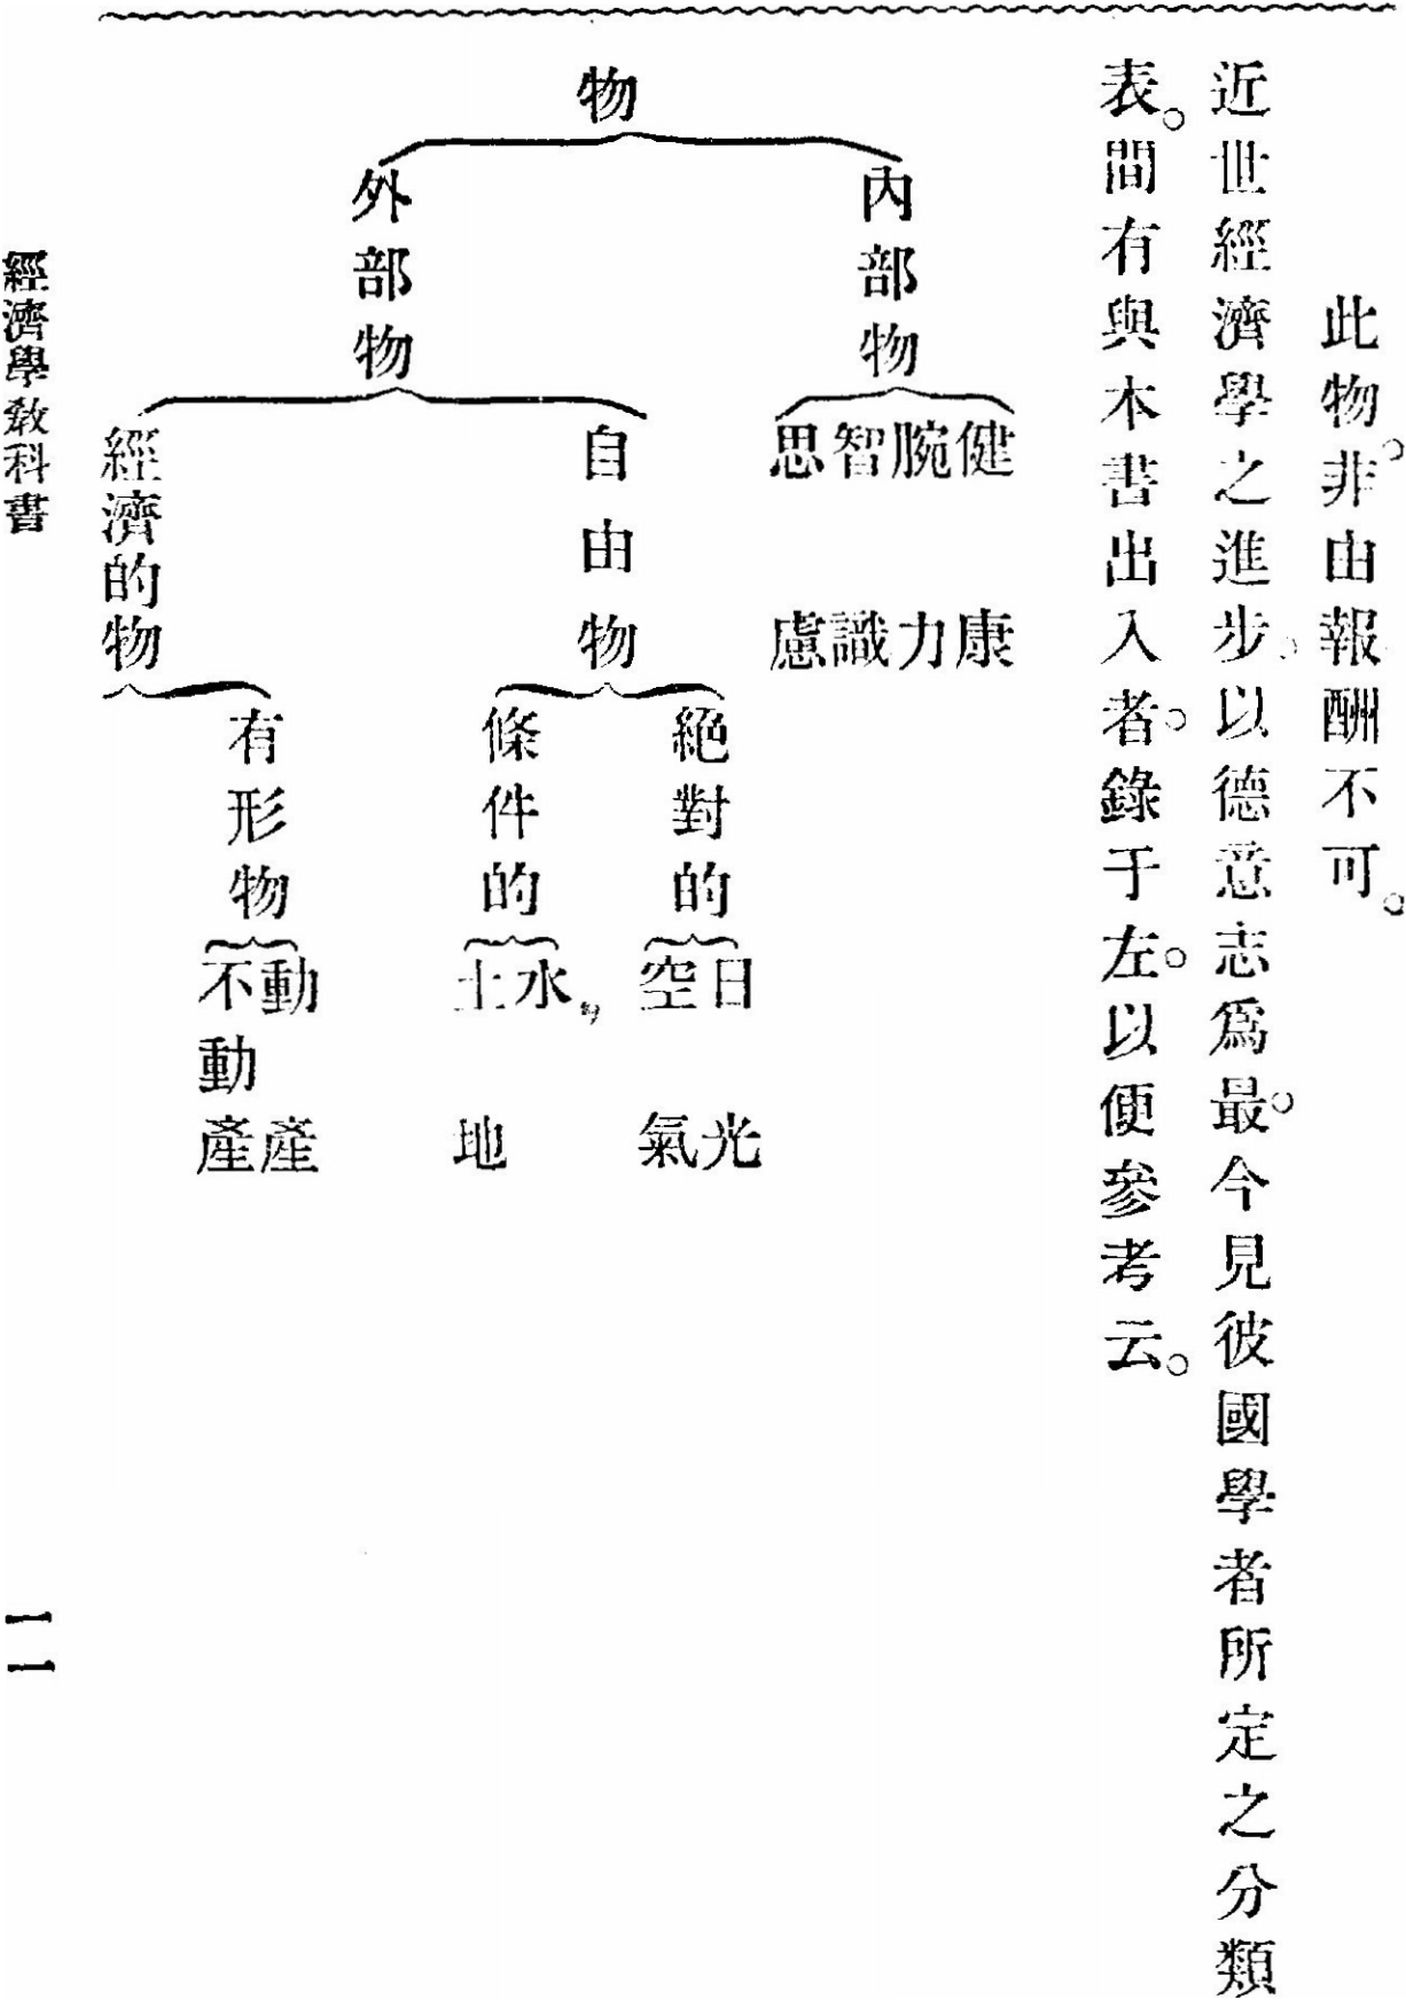 此物。非由報酬不可。
近世經濟學之進步。以德意志爲最。今見彼國學者所定之分類
表。間有與本書出入者。錄于左。以便參考云。
物
內部物
健康
腕力
智識
思慮
外部物
自由物
絕對的
日光
空氣
條件的
水
土地
經濟的物
有形物
動產
不動產
經濟學敎科書
一一